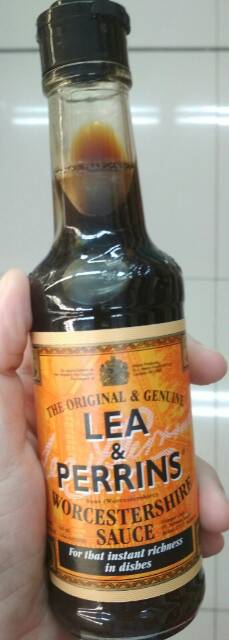 THE ORIGINAL & GENUINE
LEA
&
PERRINS
WORCESTERSHIRE
SAUCE
For that instant richness
in dishes